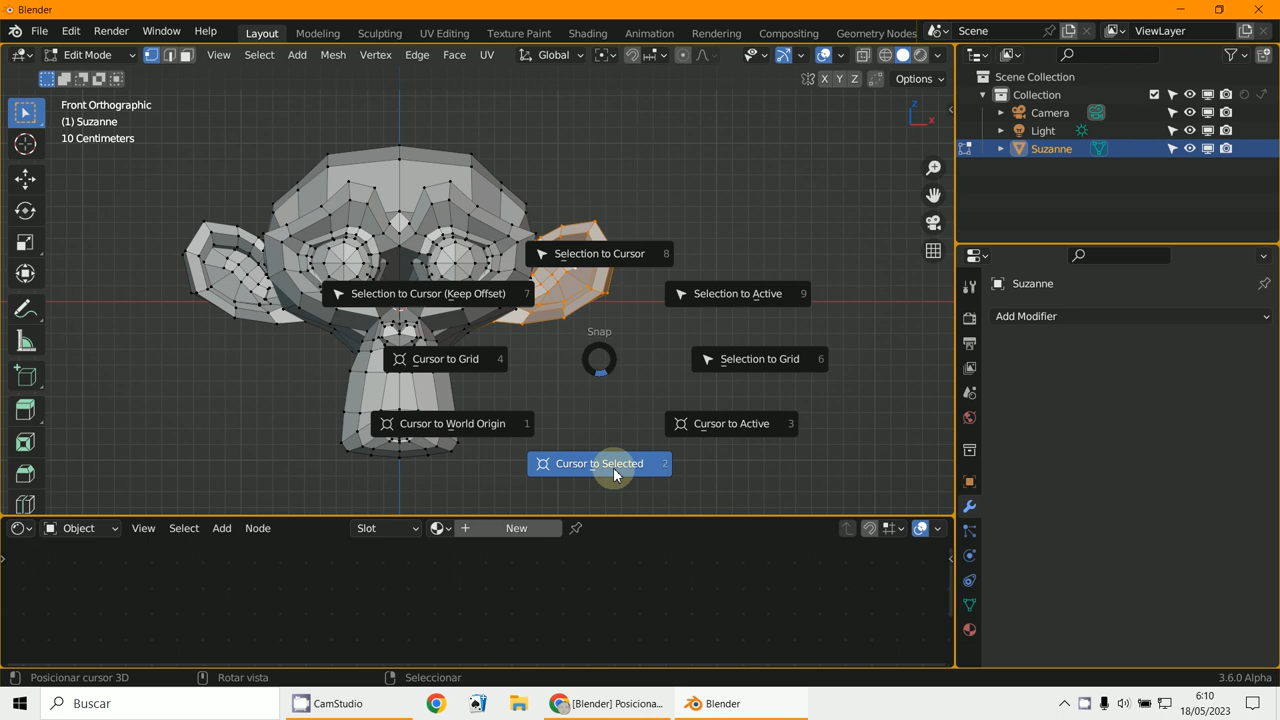 Blender
File Edit Render Window Help
Layout Modeling Sculpting UV Editing Texture Paint Shading Animation Rendering Compositing Geometry Nodes
Scene
ViewLayer
Edit Mode
View Select Add Mesh Vertex Edge Face UV
Global
X Y Z
Options
Front Orthographic
(1) Suzanne
10 Centimeters
Z
X
Selection to Cursor 8
Selection to Cursor (Keep Offset) 7
Selection to Active 9
Snap
Cursor to Grid 4
Selection to Grid 6
Cursor to World Origin 1
Cursor to Active 3
Cursor to Selected 2
Scene Collection
Collection
Camera
Light
Suzanne
Suzanne
Add Modifier
Object
View Select Add Node
Slot
New
Posicionar cursor 3D
Rotar vista
Seleccionar
3.6.0 Alpha
Buscar
CamStudio
[Blender] Posiciona...
Blender
6:10
18/05/2023